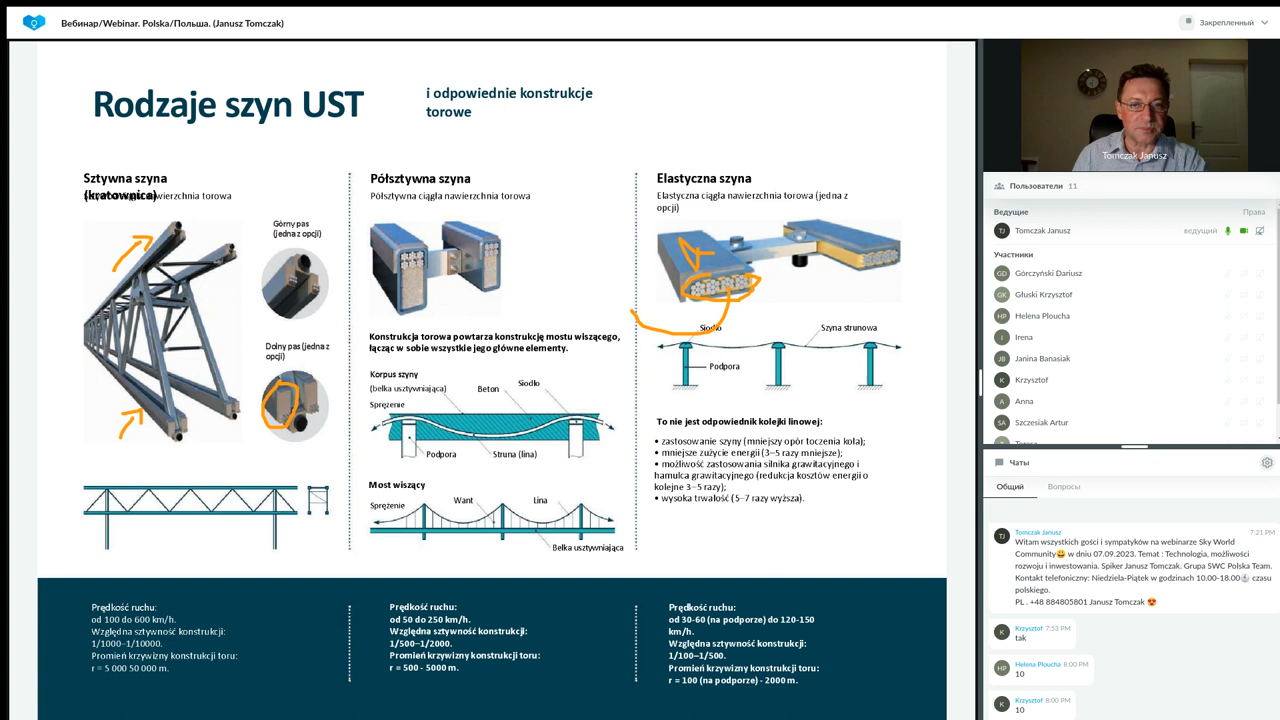 Вебинар/Webinar. Polska/Польша. (Janusz Tomczak)
Закрепленный
Rodzaje szyn UST
i odpowiednie konstrukcje
torowe
Sztywna szyna
(kratownica)
nawierzchnia torowa
Górny pas
(jedna z opcji)
Dolny pas (jedna z
opcji)
Półsztywna szyna
Półsztywna ciągła nawierzchnia torowa
Konstrukcja torowa powtarza konstrukcję mostu wiszącego,
łącząc w sobie wszystkie jego główne elementy.
Korpus szyny
(belka usztywniająca)
Beton
Siodło
Sprężenie
Podpora
Struna (lina)
Most wiszący
Sprężenie
Want
Lina
Belka usztywniająca
Elastyczna szyna
Elastyczna ciągła nawierzchnia torowa (jedna z
opcji)
Siodło
Szyna strunowa
Podpora
To nie jest odpowiednik kolejki linowej:
• zastosowanie szyny (mniejszy opór toczenia koła);
• mniejsze zużycie energii (3–5 razy mniejsze);
• możliwość zastosowania silnika grawitacyjnego i
hamulca grawitacyjnego (redukcja kosztów energii o
kolejne 3–5 razy);
• wysoka trwałość (5–7 razy wyższa).
Prędkość ruchu:
od 100 do 600 km/h.
Względna sztywność konstrukcji:
1/1000–1/10000.
Promień krzywizny konstrukcji toru:
r = 5 000 50 000 m.
Prędkość ruchu:
od 50 do 250 km/h.
Względna sztywność konstrukcji:
1/500–1/2000.
Promień krzywizny konstrukcji toru:
r = 500 - 5000 m.
Prędkość ruchu:
od 30-60 (na podporze) do 120-150
km/h.
Względna sztywność konstrukcji:
1/100–1/500.
Promień krzywizny konstrukcji toru:
r = 100 (na podporze) - 2000 m.
Tomczak Janusz
Пользователи 11
Ведущие
Права
TJ Tomczak Janusz ведущий
Участники
GD Górczyński Dariusz
GK Głuski Krzysztof
HP Helena Ploucha
I Irena
JB Janina Banasiak
K Krzysztof
A Anna
SA Szczesiak Artur
Чаты
Общий
Вопросы
TJ Tomczak Janusz 7:21 PM
Witam wszystkich gości i sympatyków na webinarze Sky World
Community😀 w dniu 07.09.2023. Temat : Technologia, możliwości
rozwoju i inwestowania. Spiker Janusz Tomczak. Grupa SWC Polska Team.
Kontakt telefoniczny: Niedziela-Piątek w godzinach 10.00-18.00 czasu
polskiego.
PL . +48 884805801 Janusz Tomczak 😍
K Krzysztof 7:53 PM
tak
HP Helena Ploucha 8:00 PM
10
K Krzysztof 8:00 PM
10